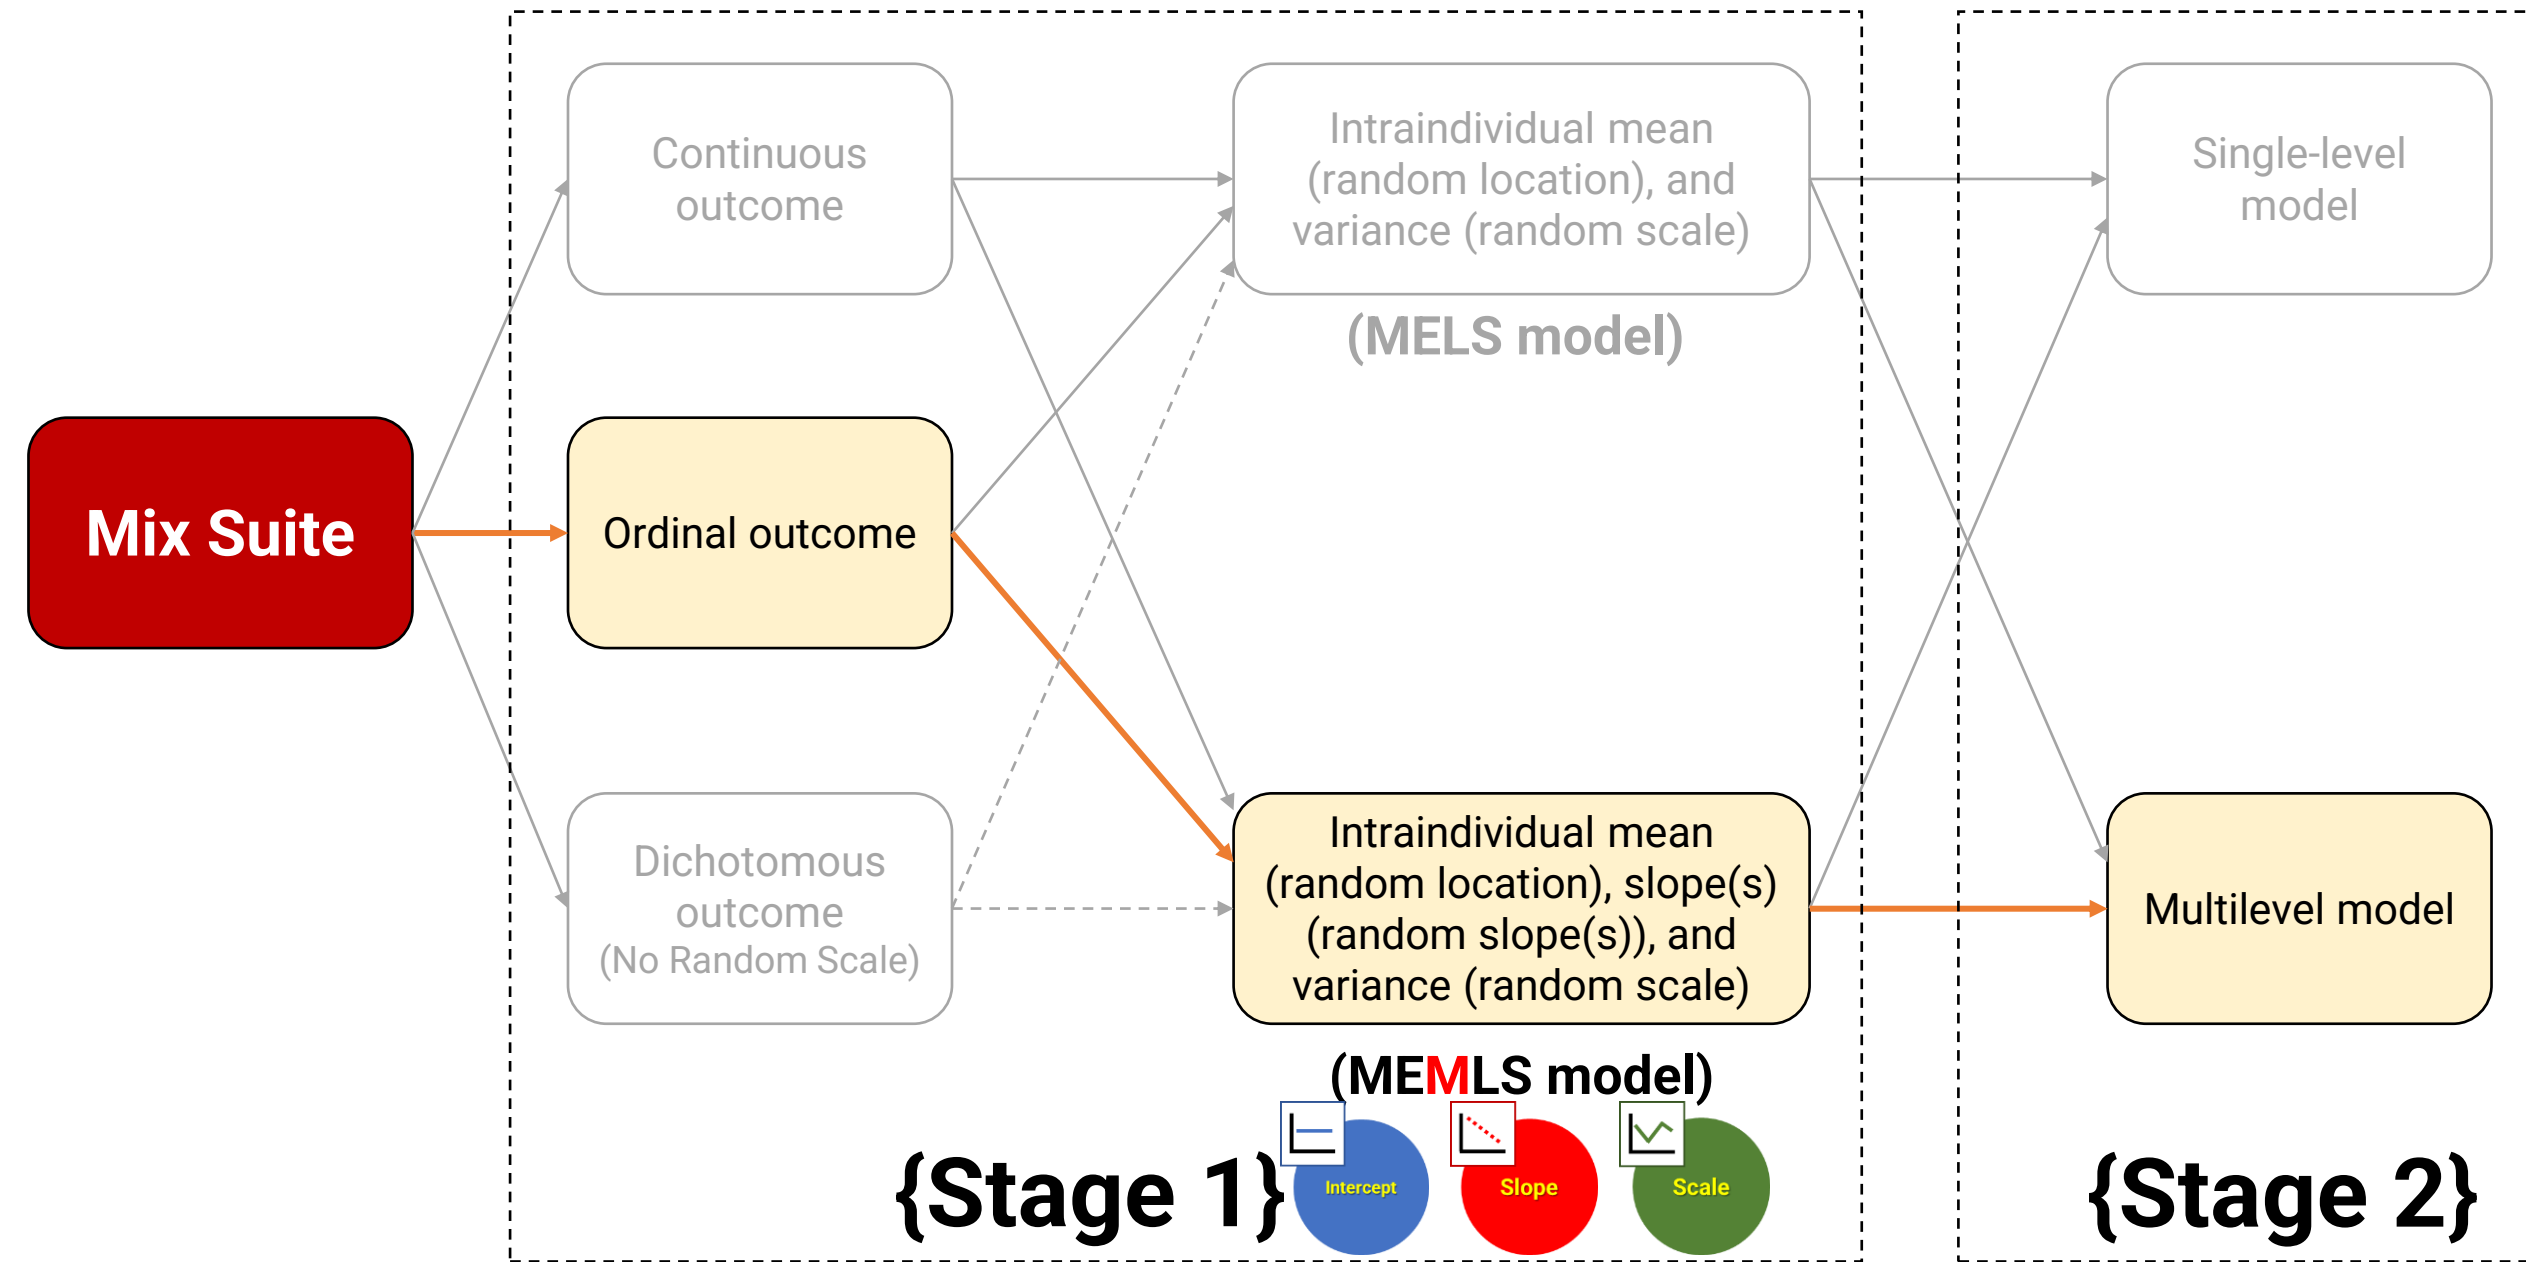 Mix Suite
Continuous
outcome
Ordinal outcome
Dichotomous
outcome
(No Random Scale)
Intraindividual mean
(random location), and
variance (random scale)
(MELS model)
Intraindividual mean
(random location), slope(s)
(random slope(s)), and
variance (random scale)
(MEMLS model)
{Stage 1}
Intercept
Slope
Scale
Single-level
model
Multilevel model
{Stage 2}